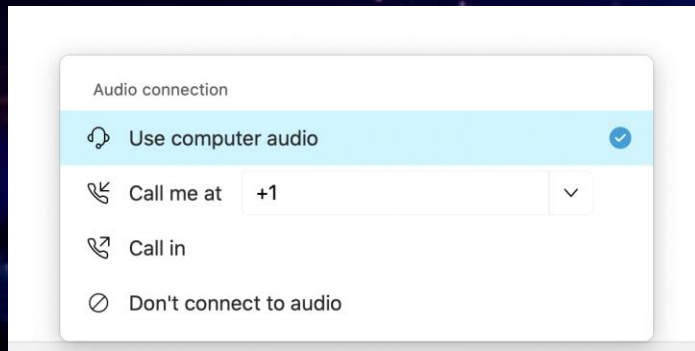 Audio connection
Use computer audio
Call me at +1
Call in
Don't connect to audio